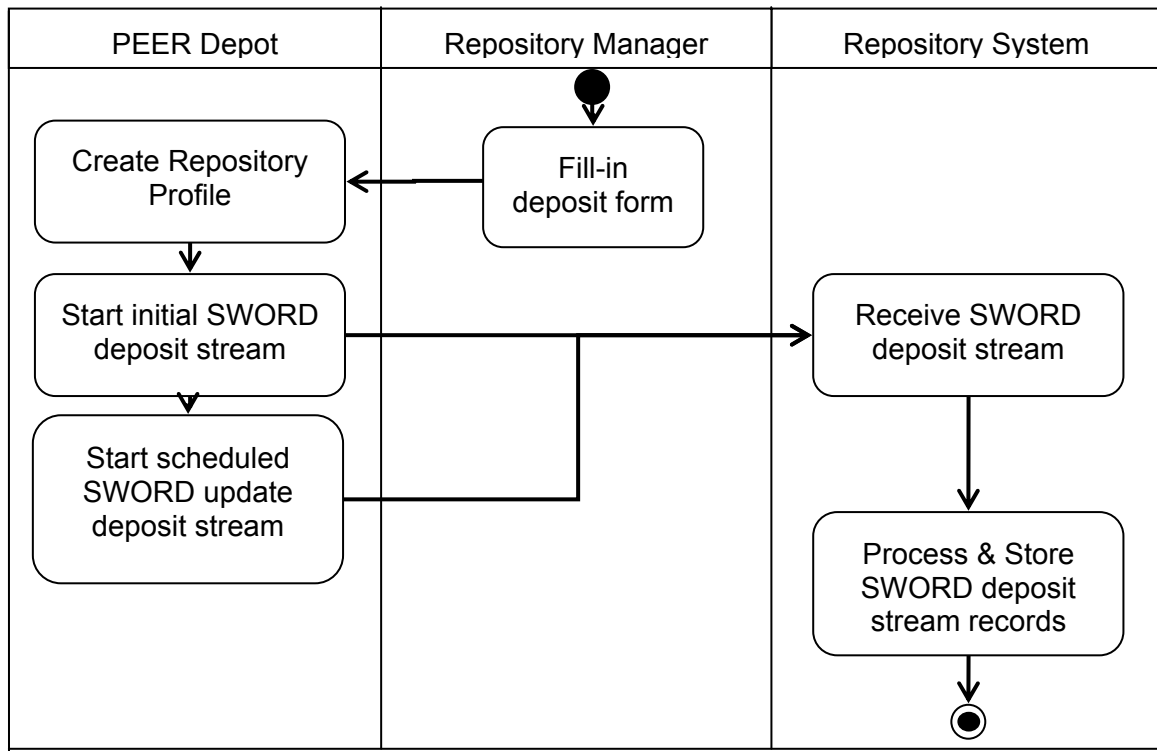 PEER Depot
Repository Manager
Repository System
Create Repository
Profile
Fill-in
deposit form
Start initial SWORD
deposit stream
Receive SWORD
deposit stream
Start scheduled
SWORD update
deposit stream
Process & Store
SWORD deposit
stream records